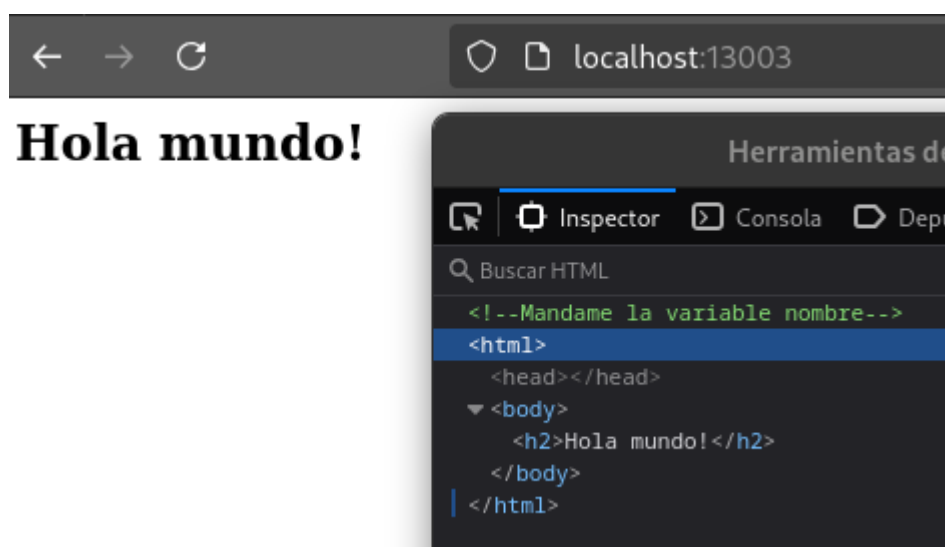 localhost:13003
Hola mundo!
Herramientas de
Inspector Consola Depu
Buscar HTML
<!--Mandame la variable nombre-->
<html>
<head></head>
<body>
<h2>Hola mundo!</h2>
</body>
</html>